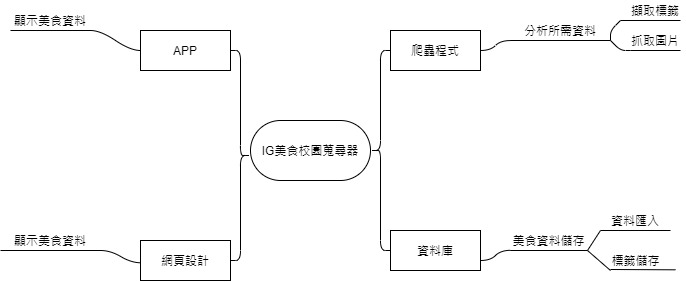 顯示美食資料
APP
爬蟲程式
分析所需資料
擷取標籤
抓取圖片
IG美食校園蒐尋器
顯示美食資料
網頁設計
資料庫
美食資料儲存
資料匯入
標籤儲存